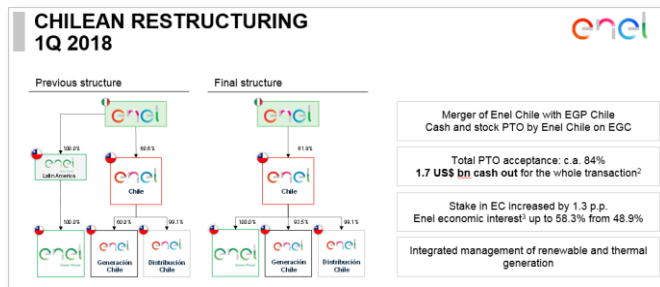 CHILEAN RESTRUCTURING
1Q 2018
enel
Previous structure
Final structure
enel
enel
100.0%
60.6%
61.9%
enel
Latin America
enel
Chile
enel
Chile
100.0%
60.0%
99.1%
100.0%
93.5%
99.1%
enel
Green Power
enel
Generación
Chile
enel
Distribución
Chile
enel
Green Power
enel
Generación
Chile
enel
Distribución
Chile
Merger of Enel Chile with EGP Chile
Cash and stock PTO by Enel Chile on EGC
Total PTO acceptance: c.a. 84%
1.7 US$ bn cash out for the whole transaction²
Stake in EC increased by 1.3 p.p.
Enel economic interest³ up to 58.3% from 48.9%
Integrated management of renewable and thermal
generation